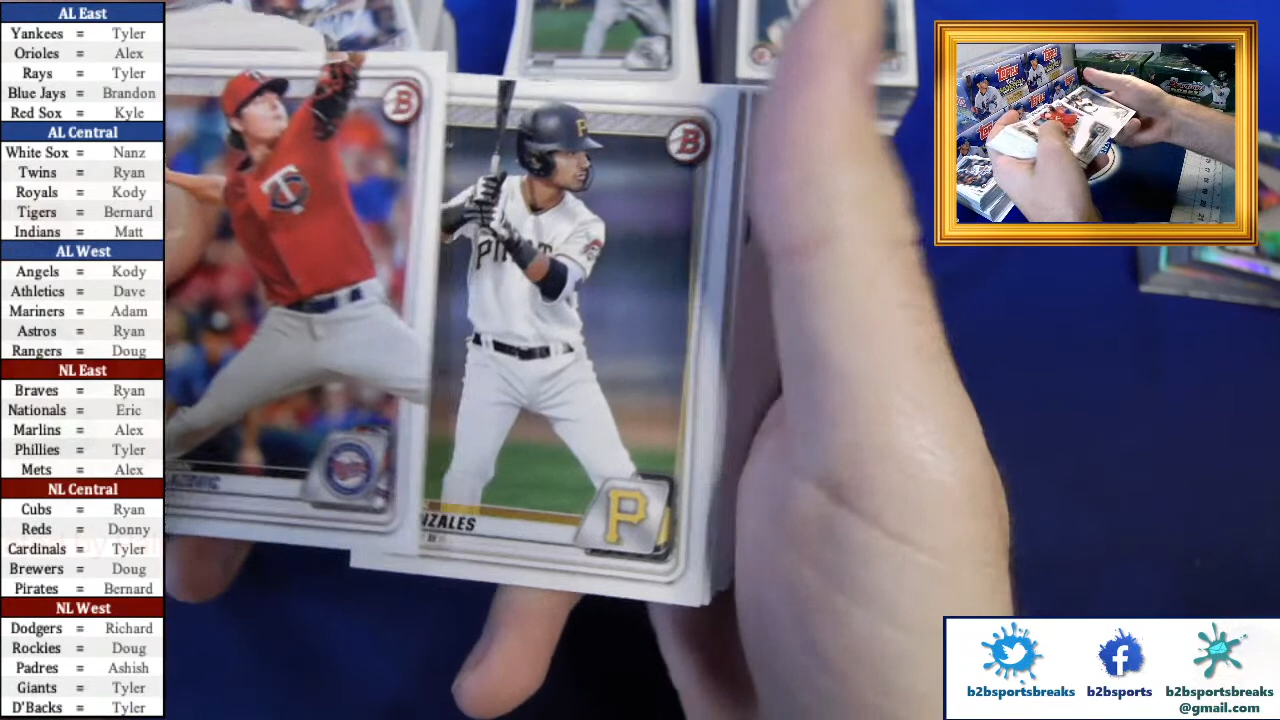 AL East
Yankees = Tyler
Orioles = Alex
Rays = Tyler
Blue Jays = Brandon
Red Sox = Kyle
AL Central
White Sox = Nanz
Twins = Ryan
Royals = Kody
Tigers = Bernard
Indians = Matt
AL West
Angels = Kody
Athletics = Dave
Mariners = Adam
Astros = Ryan
Rangers = Doug
NL East
Braves = Ryan
Nationals = Eric
Marlins = Alex
Phillies = Tyler
Mets = Alex
NL Central
Cubs = Ryan
Reds = Donny
Cardinals = Tyler
Brewers = Doug
Pirates = Bernard
NL West
Dodgers = Richard
Rockies = Doug
Padres = Ashish
Giants = Tyler
D'Backs = Tyler
B
B
P
NZALES
P
TOPPS
TOPPS
b2bsportsbreaks
b2bsports
b2bsportsbreaks
@gmail.com